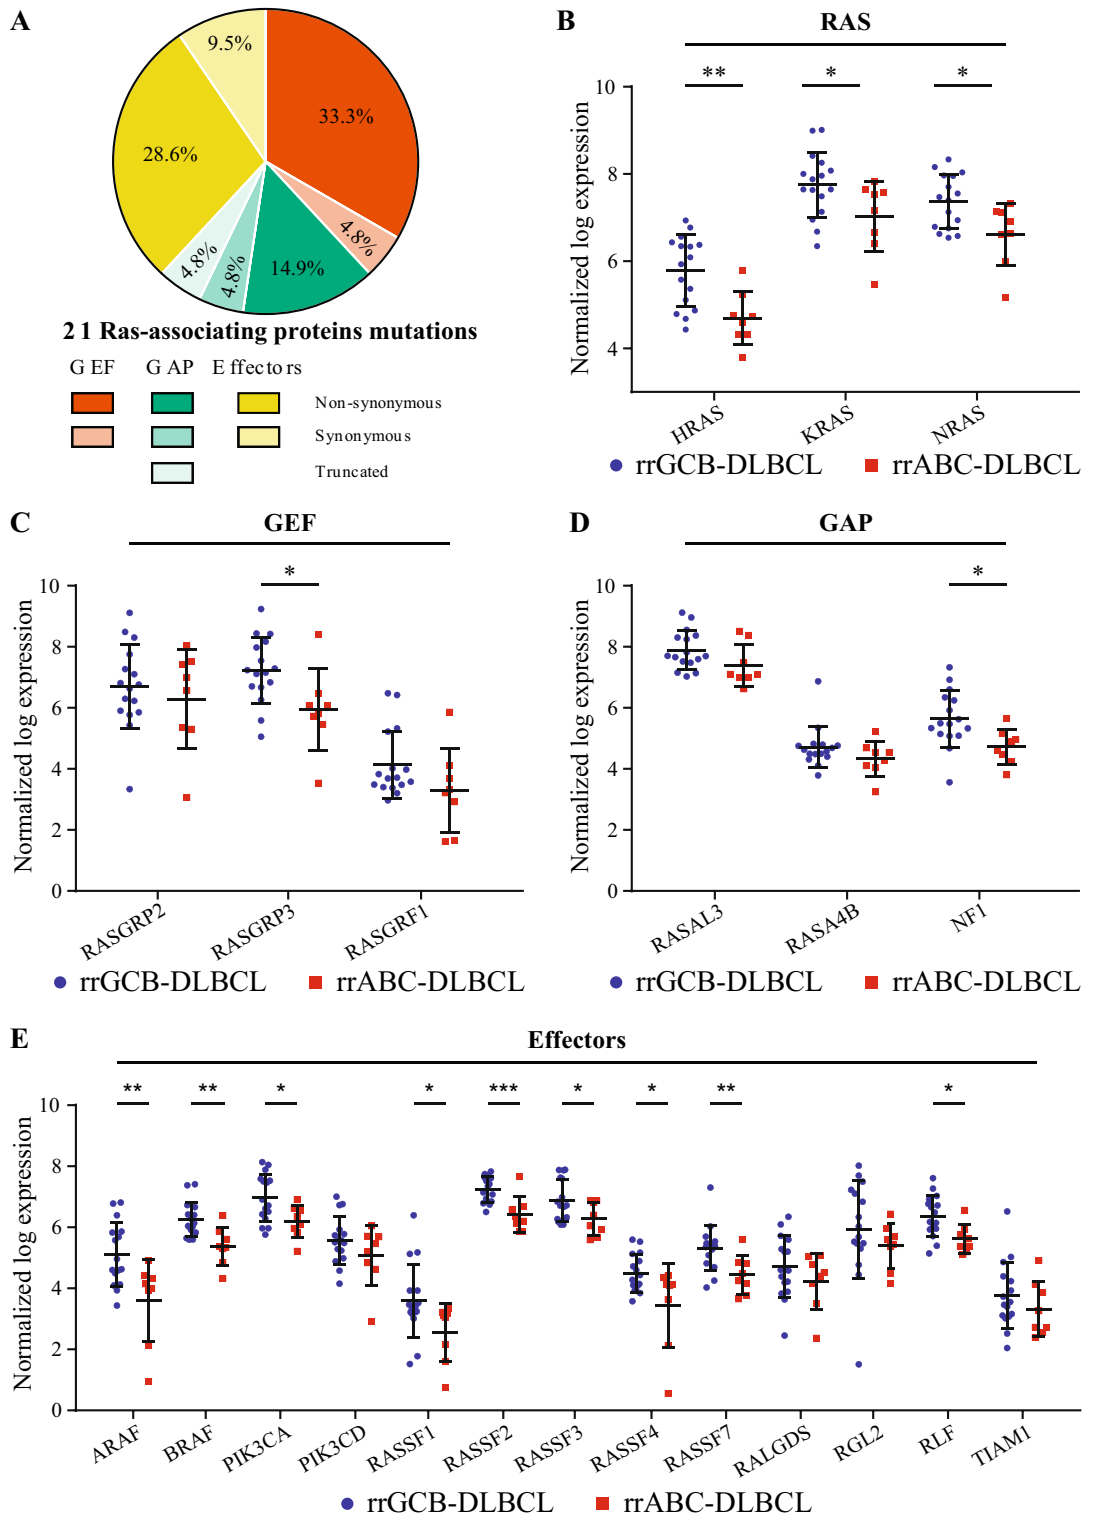 A
9.5%
33.3%
28.6%
4.8%
14.9%
4.8%
4.8%
2 1 Ras-associating proteins mutations
G EF G AP E ffectors
Non-synonymous
Synonymous
Truncated
B
RAS
** * *
Normalized log expression
10
8
6
4
HRAS KRAS NRAS
rrGCB-DLBCL rrABC-DLBCL
C
GEF
*
Normalized log expression
10
8
6
4
2
0
RASGRP2 RASGRP3 RASGRF1
rrGCB-DLBCL rrABC-DLBCL
D
GAP
*
Normalized log expression
10
8
6
4
2
0
RASAL3 RASA4B NF1
rrGCB-DLBCL rrABC-DLBCL
E
Effectors
** ** * * *** * * ** *
Normalized log expression
10
8
6
4
2
0
ARAF BRAF PIK3CA PIK3CD RASSF1 RASSF2 RASSF3 RASSF4 RASSF7 RALGDS RGL2 RLF TIAM1
rrGCB-DLBCL rrABC-DLBCL